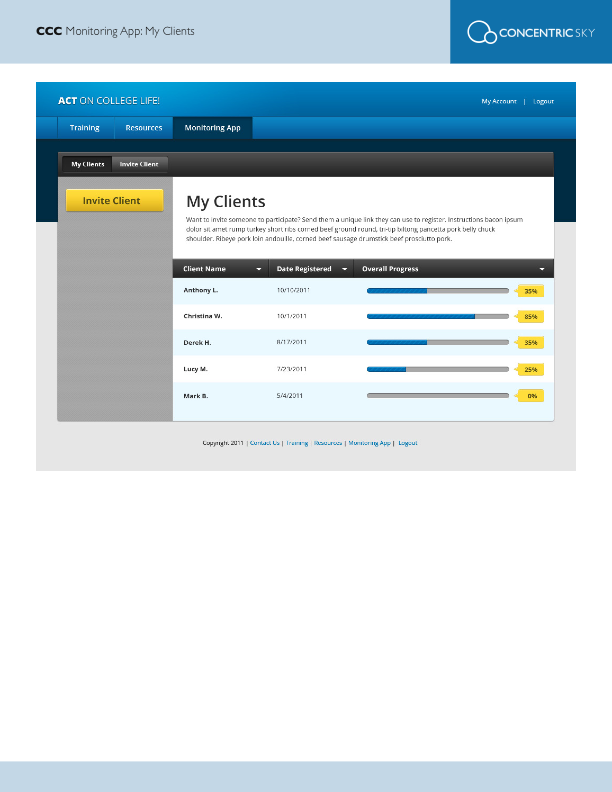 CCC Monitoring App: My Clients
CONCENTRIC SKY
ACT ON COLLEGE LIFE!
My Account | Logout
Training Resources Monitoring App
My Clients Invite Client
Invite Client
My Clients
Want to invite someone to participate? Send them a unique link they can use to register. Instructions bacon ipsum
dolor sit amet rump turkey short ribs corned beef ground round, tri-up biltong pancetta pork belly chuck
shoulder. Ribeye pork loin andouille, corned beef sausage drumstick beef prosciutto pork.
Client Name Date Registered Overall Progress
Anthony L. 10/10/2011 35%
Christina W. 10/1/2011 85%
Derek H. 8/17/2011 35%
Lucy M. 7/23/2011 25%
Mark B. 5/4/2011 0%
Copyright 2011 | Contact Us | Training | Resources | Monitoring App | Logout